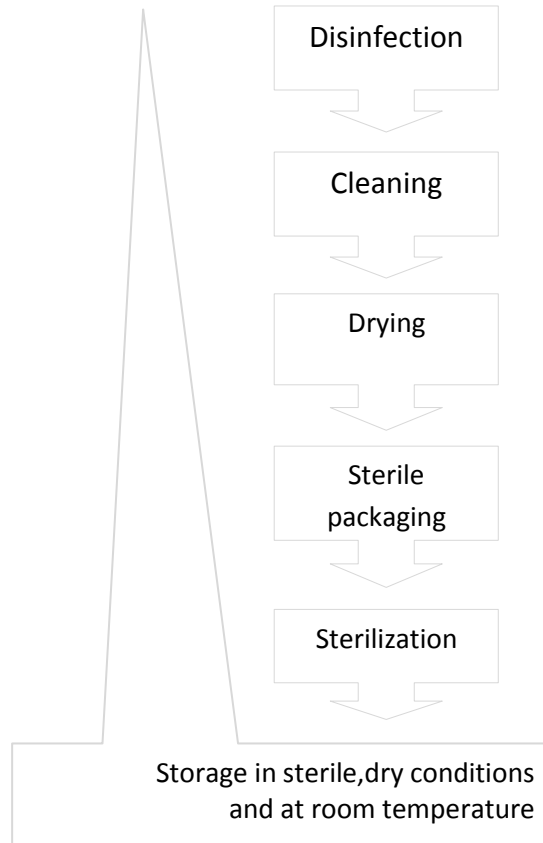 Disinfection
Cleaning
Drying
Sterile
packaging
Sterilization
Storage in sterile,dry conditions
and at room temperature